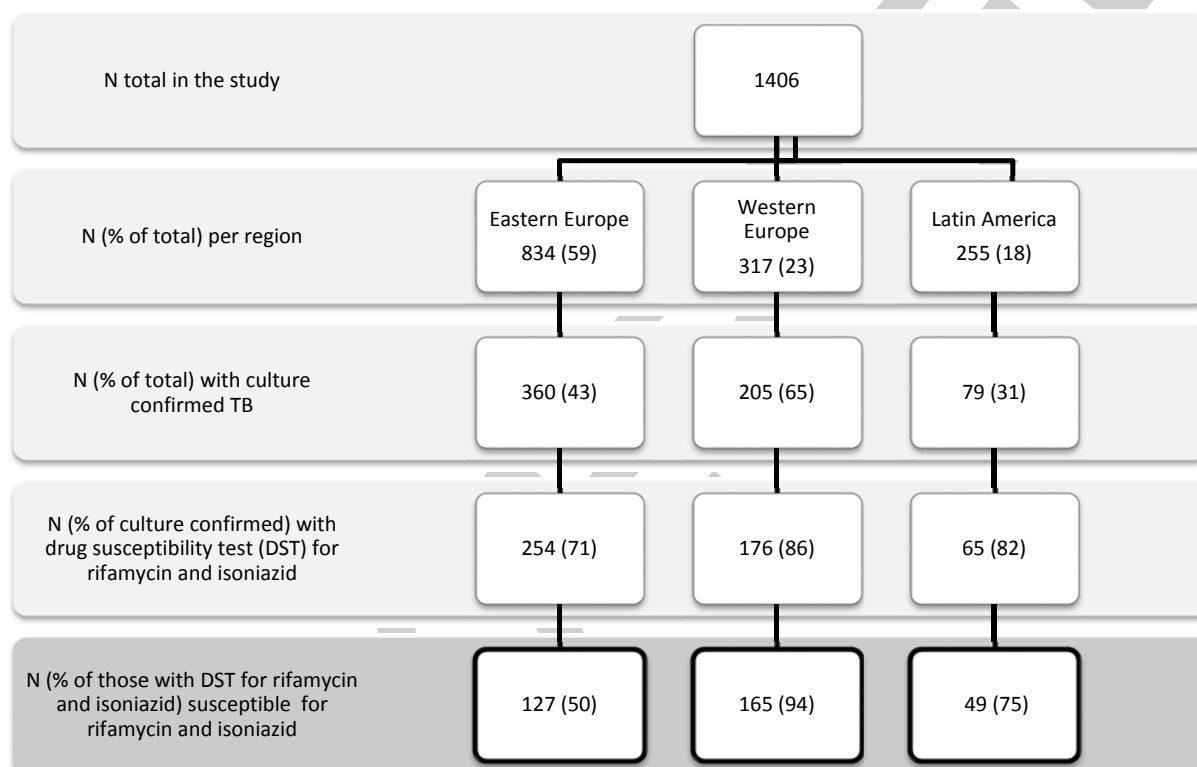 N total in the study
1406
N (% of total) per region
Eastern Europe
834 (59)
Western
Europe
317 (23)
Latin America
255 (18)
N (% of total) with culture
confirmed TB
360 (43)
205 (65)
79 (31)
N (% of culture confirmed) with
drug susceptibility test (DST) for
rifamycin and isoniazid
254 (71)
176 (86)
65 (82)
N (% of those with DST for rifamycin
and isoniazid) susceptible for
rifamycin and isoniazid
127 (50)
165 (94)
49 (75)